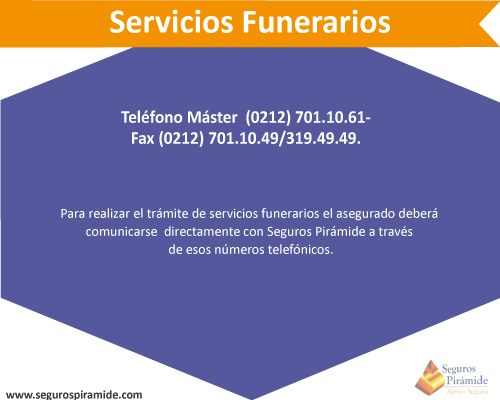 Servicios Funerarios
Teléfono Máster (0212) 701.10.61-
Fax (0212) 701.10.49/319.49.49.
Para realizar el trámite de servicios funerarios el asegurado deberá
comunicarse directamente con Seguros Pirámide a través
de esos números telefónicos.
Seguros
Pirámide
Apoyo Seguro
www.segurospiramide.com